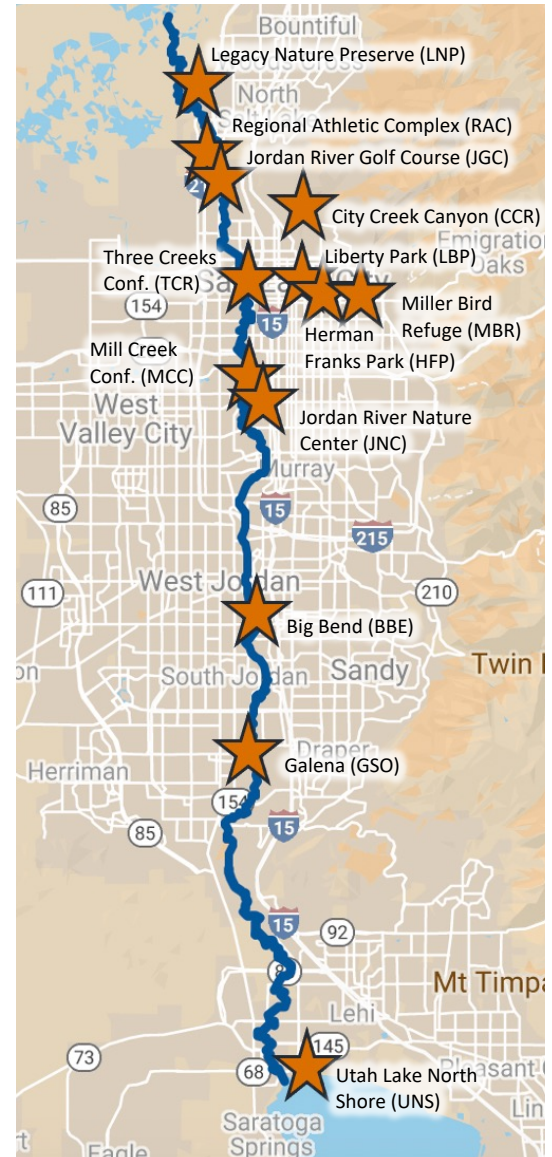 Bountiful
Legacy Nature Preserve (LNP)
North
Regional Athletic Complex (RAC)
Jordan River Golf Course (JGC)
City Creek Canyon (CCR)
Emigration
Oaks
Three Creeks
Conf. (TCR)
Liberty Park (LBP)
City
154
15
Miller Bird
Refuge (MBR)
Herman
Franks Park (HFP)
Mill Creek
Conf. (MCC)
West
Valley City
Jordan River Nature
Center (JNC)
Murray
85
15
215
West Jordan
111
210
Big Bend (BBE)
South Jordan
Sandy
Twin
Draper
Galena (GSO)
Herriman
154
15
85
15
92
Mt Timpa
Lehi
145
73
68
Pleasant
Utah Lake North
Shore (UNS)
Lin
Saratoga
Springs
Eagle